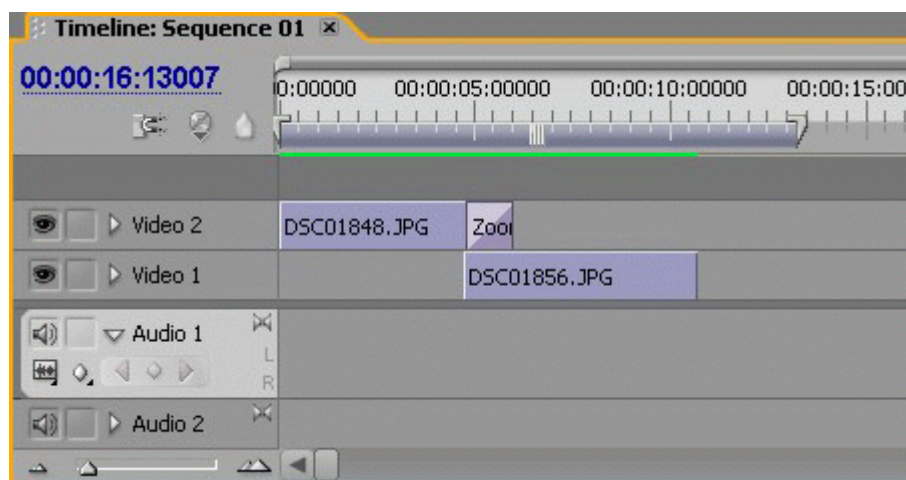 Timeline: Sequence 01
00:00:16:13007
0:00000 00:00:05:00000 00:00:10:00000 00:00:15:00
Video 2
DSC01848.JPG Zoo
Video 1
DSC01856.JPG
Audio 1
L
R
Audio 2